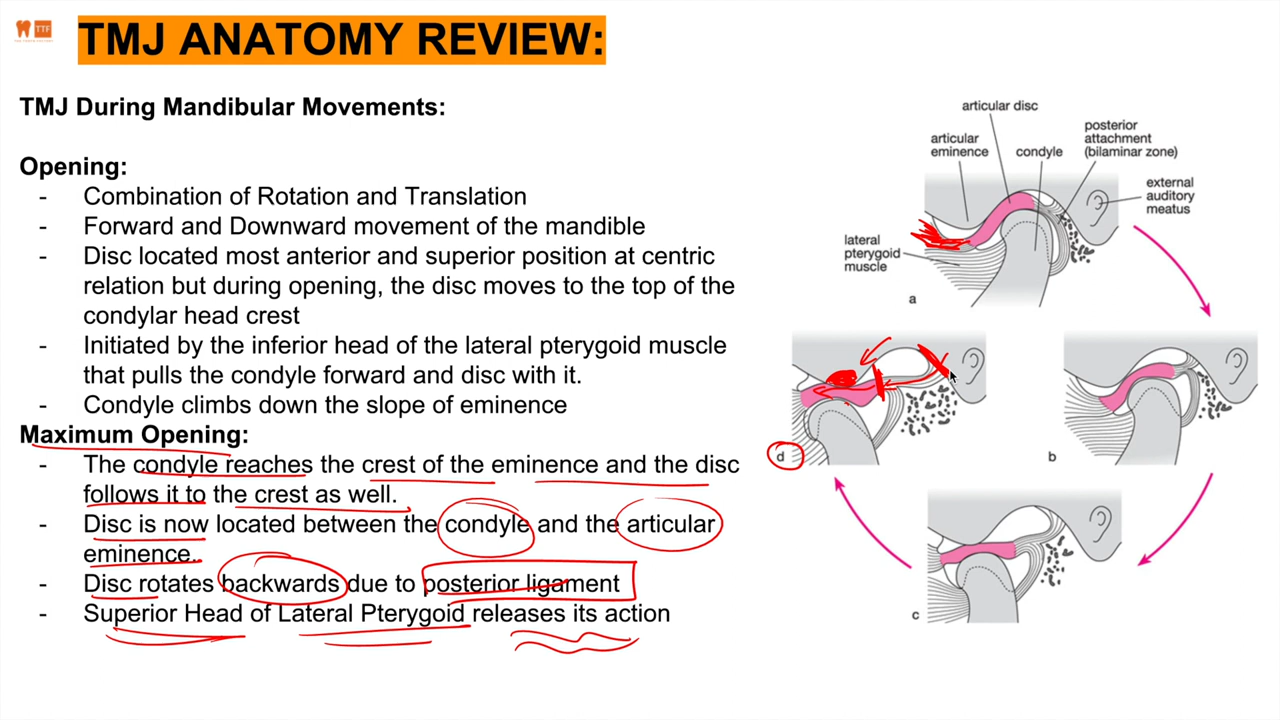 TTF
TMJ ANATOMY REVIEW:
TMJ During Mandibular Movements:
Opening:
- Combination of Rotation and Translation
- Forward and Downward movement of the mandible
- Disc located most anterior and superior position at centric
relation but during opening, the disc moves to the top of the
condylar head crest
- Initiated by the inferior head of the lateral pterygoid muscle
that pulls the condyle forward and disc with it.
- Condyle climbs down the slope of eminence
Maximum Opening:
- The condyle reaches the crest of the eminence and the disc
follows it to the crest as well.
- Disc is now located between the condyle and the articular
eminence..
- Disc rotates backwards due to posterior ligament
- Superior Head of Lateral Pterygoid releases its action
articular disc
articular
eminence
condyle
posterior
attachment
(bilaminar zone)
external
auditory
meatus
lateral
pterygoid
muscle
a
d
b
c